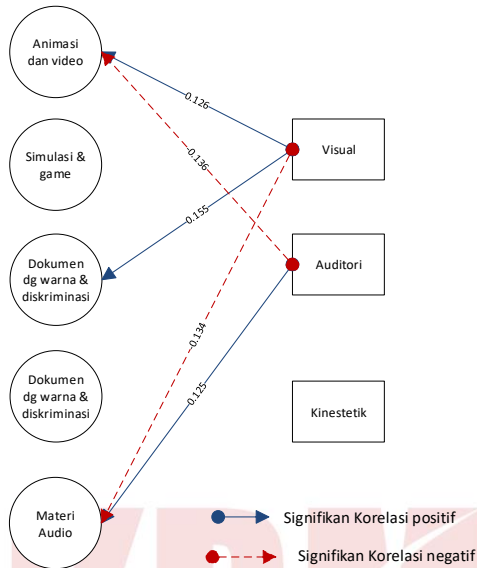 Animasi
dan video
0.126
Visual
Simulasi &
game
-0.136
0.155
Dokumen
dg warna &
diskriminasi
Auditori
-0.134
0.125
Dokumen
dg warna &
diskriminasi
Kinestetik
Materi
Audio
Signifikan Korelasi positif
Signifikan Korelasi negatif